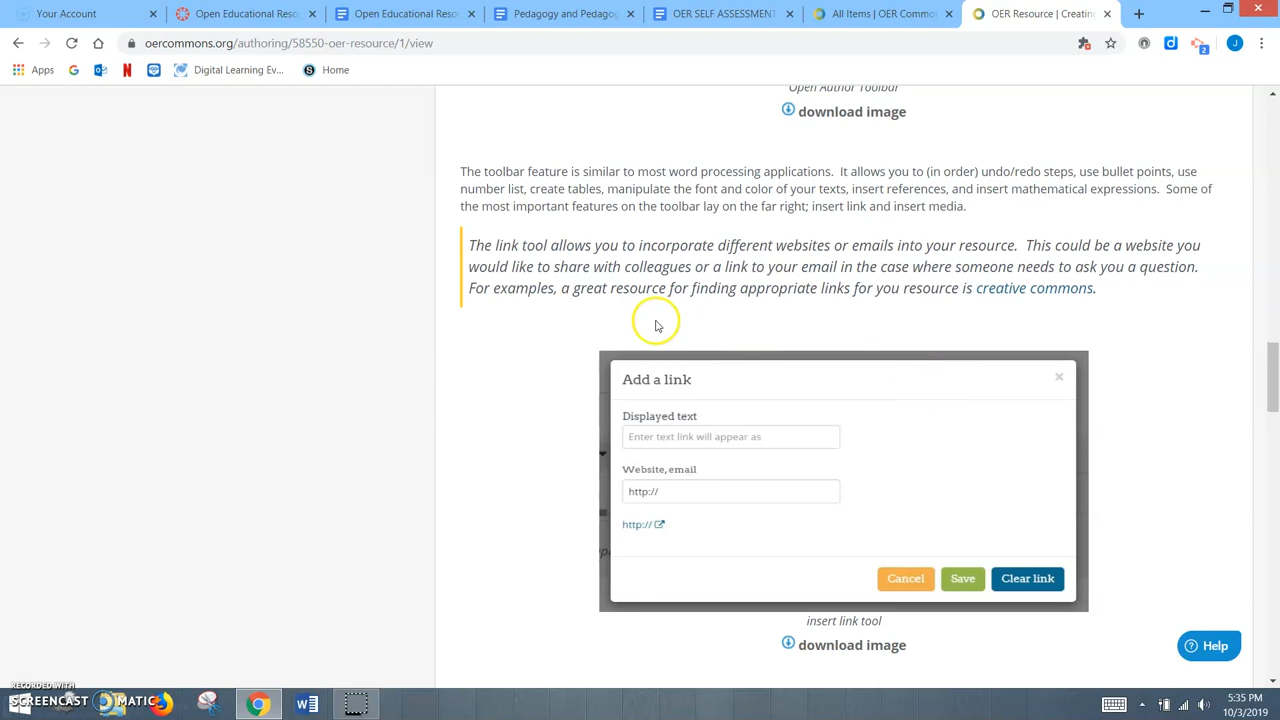 Your Account
Open Educational Reso
Open Educational Resourc
Pedagogy and Pedagog
OER SELF ASSESSMENT
All Items | OER Commo
OER Resource | Creating
oercommons.org/authoring/58550-oer-resource/1/view
J
2
Apps
Digital Learning Ev...
Home
Open Author Toolbar
download image
The toolbar feature is similar to most word processing applications. It allows you to (in order) undo/redo steps, use bullet points, use
number list, create tables, manipulate the font and color of your texts, insert references, and insert mathematical expressions. Some of
the most important features on the toolbar lay on the far right; insert link and insert media.
The link tool allows you to incorporate different websites or emails into your resource. This could be a website you
would like to share with colleagues or a link to your email in the case where someone needs to ask you a question.
For examples, a great resource for finding appropriate links for you resource is creative commons.
Add a link
Displayed text
Enter text link will appear as
Website, email
http://
http://
Cancel
Save
Clear link
insert link tool
download image
Help
RECORDED WITH
SCREENCAST MATIC
5:35 PM
10/3/2019